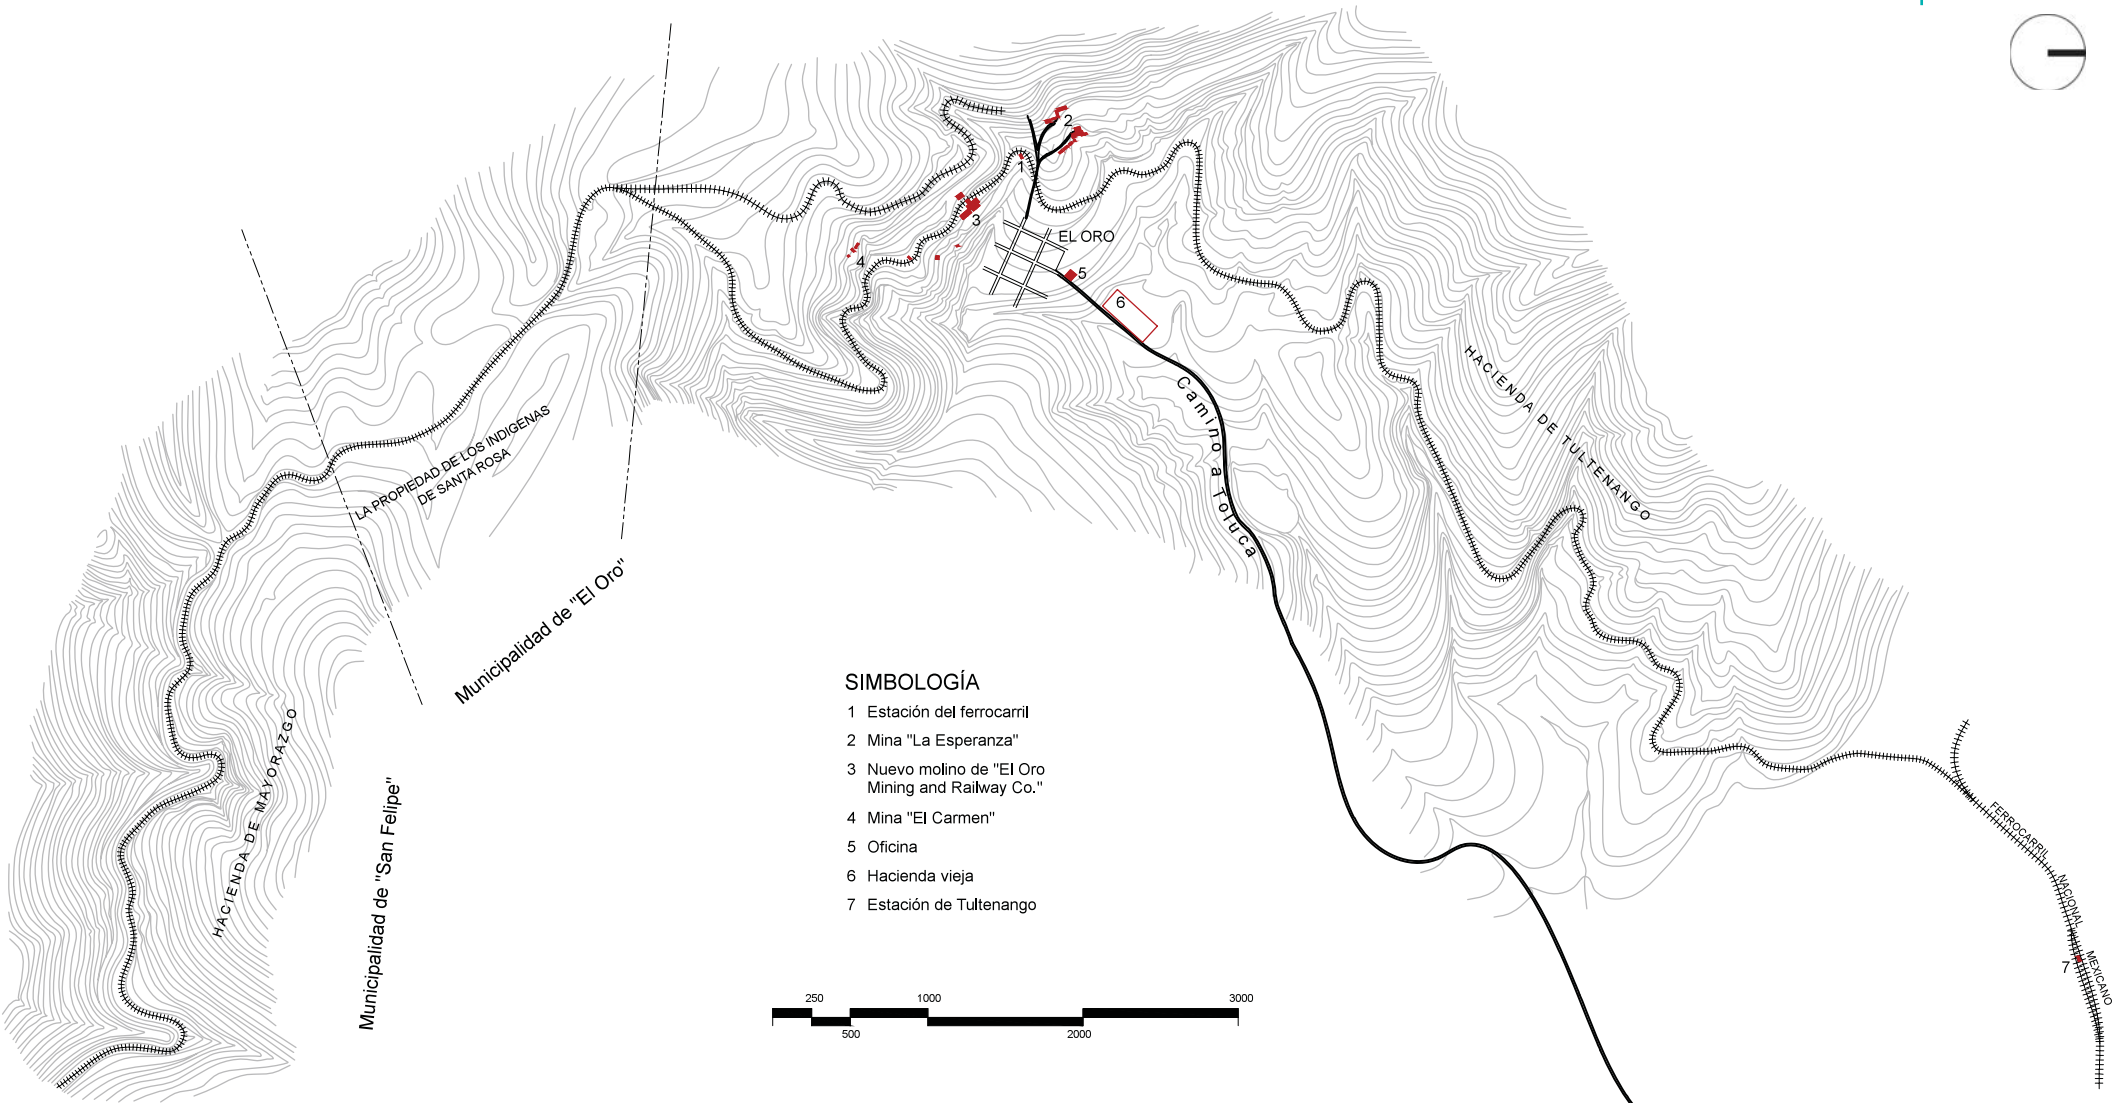 1
2
3
4
EL ORO
5
6
Camino a Toluca
HACIENDA DE TULTENANGO
LA PROPIEDAD DE LOS INDIGENAS
DE SANTA ROSA
Municipalidad de "El Oro"
HACIENDA DE MAYORAZGO
Municipalidad de "San Felipe"
SIMBOLOGÍA
1 Estación del ferrocarril
2 Mina "La Esperanza"
3 Nuevo molino de "El Oro
Mining and Railway Co."
4 Mina "El Carmen"
5 Oficina
6 Hacienda vieja
7 Estación de Tultenango
FERROCARRIL NACIONAL MEXICANO
7
250 1000 3000
500 2000